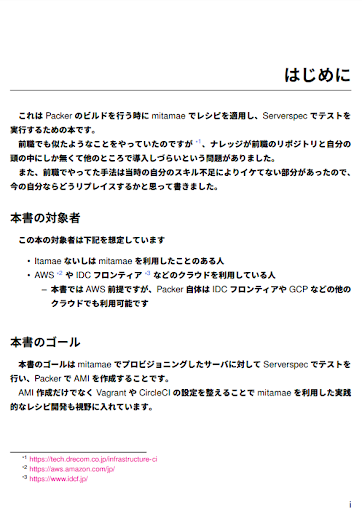 はじめに
これは Packer のビルドを行う時に mitamae でレシピを適用し、Serverspec でテストを
実行するための本です。
前職でも似たようなことをやっていたのですが *1、ナレッジが前職のリポジトリと自分の
頭の中にしか無くて他のところで導入しづらいという問題がありました。
また、前職でやってた手法は当時の自分のスキル不足によりイケてない部分があったので、
今の自分ならどうリプレイスするかと思って書きました。
本書の対象者
この本の対象者は下記を想定しています
• Itamae ないしは mitamae を利用したことのある人
• AWS *2 や IDC フロンティア *3 などのクラウドを利用している人
– 本書では AWS 前提ですが、Packer 自体は IDC フロンティアや GCP などの他の
クラウドでも利用可能です
本書のゴール
本書のゴールは mitamae でプロビジョニングしたサーバに対して Serverspec でテストを
行い、Packer で AMI を作成することです。
AMI 作成だけでなく Vagrant や CircleCI の設定を整えることで mitamae を利用した実践
的なレシピ開発も視野に入れています。
*1 https://tech.drecom.co.jp/infrastructure-ci
*2 https://aws.amazon.com/jp/
*3 https://www.idcf.jp/
i